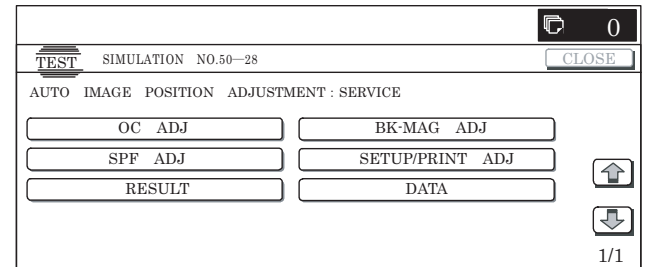 0
TEST SIMULATION NO.50—28 CLOSE
AUTO IMAGE POSITION ADJUSTMENT : SERVICE
OC ADJ BK-MAG ADJ
SPF ADJ SETUP/PRINT ADJ
RESULT DATA
1/1